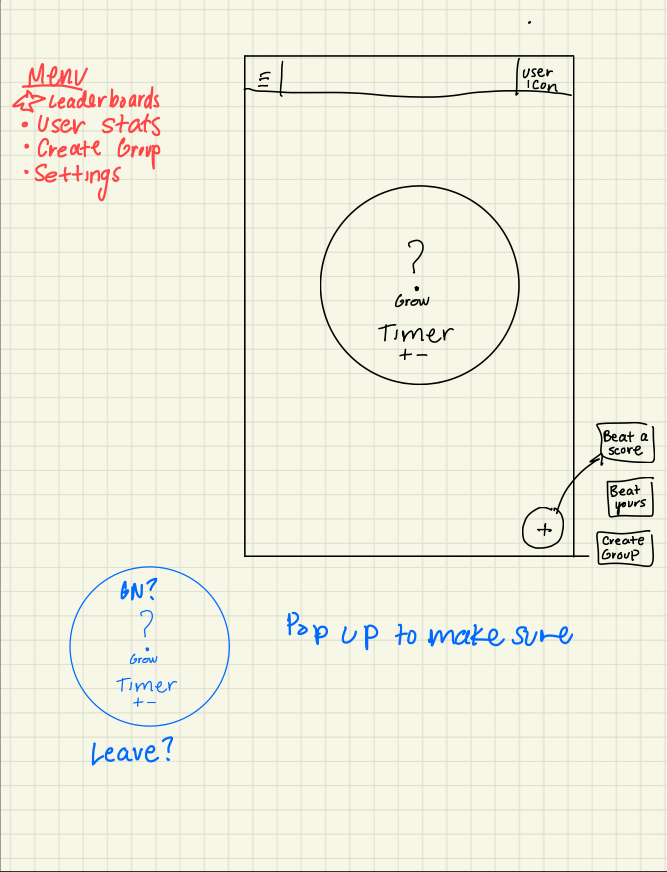 Menu
Leaderboards
• User stats
• Create Group
• Settings
User
icon
?
Grow
Timer
+ -
Beat a
score
Beat
yours
Create
Group
+
GN?
?
Grow
Timer
+ -
Leave?
Pop up to make sure